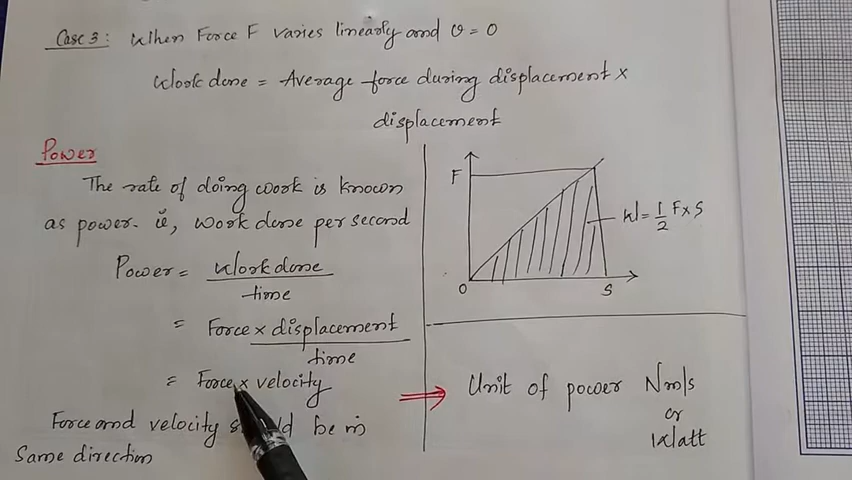 Case 3: When Force F varies linearly and θ = 0
Work done = Average force during displacement ×
displacement
Power
The rate of doing work is known
as power. ie, work done per second
Power = Work done
time
= Force × displacement
time
= Force × velocity
Force and velocity should be in
Same direction
F
W = 1/2 F × S
O
S
Unit of power Nm/s
or
Watt